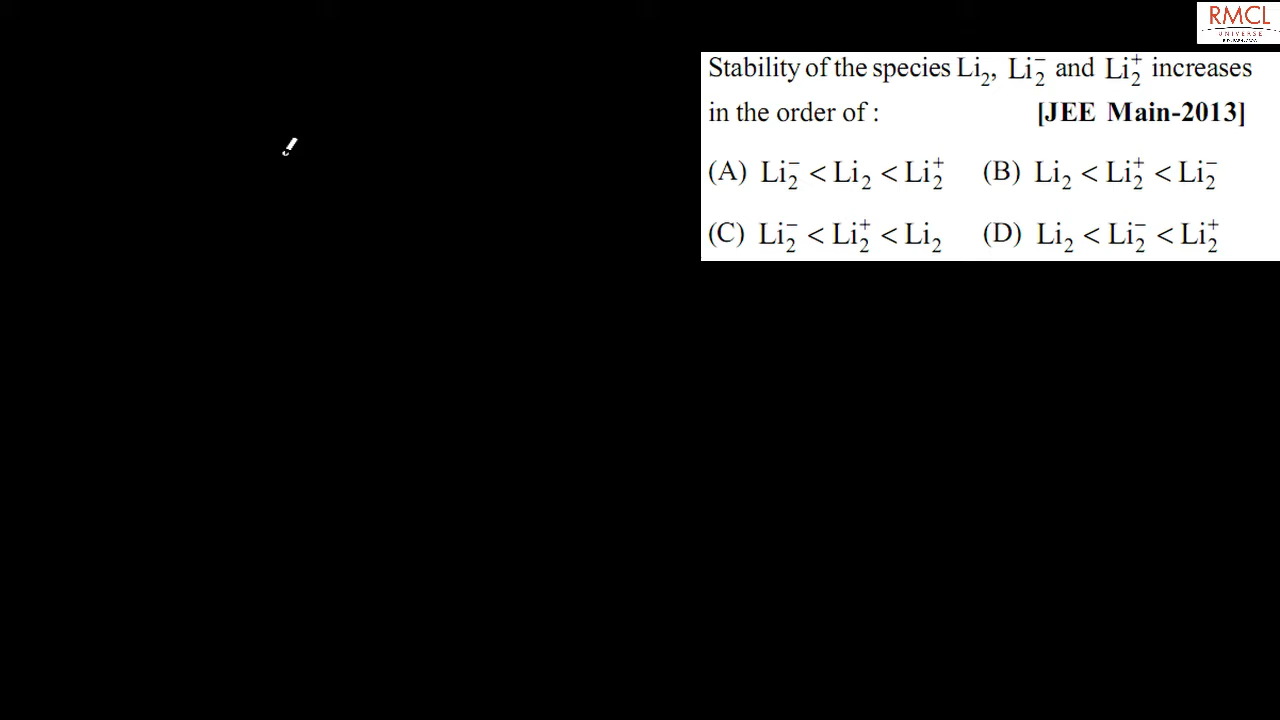 RMCL
UNIVERSE
Stability of the species Li₂, Li₂⁻ and Li₂⁺ increases
in the order of : [JEE Main-2013]
(A) Li₂⁻ < Li₂ < Li₂⁺ (B) Li₂ < Li₂⁺ < Li₂⁻
(C) Li₂⁻ < Li₂⁺ < Li₂ (D) Li₂ < Li₂⁻ < Li₂⁺